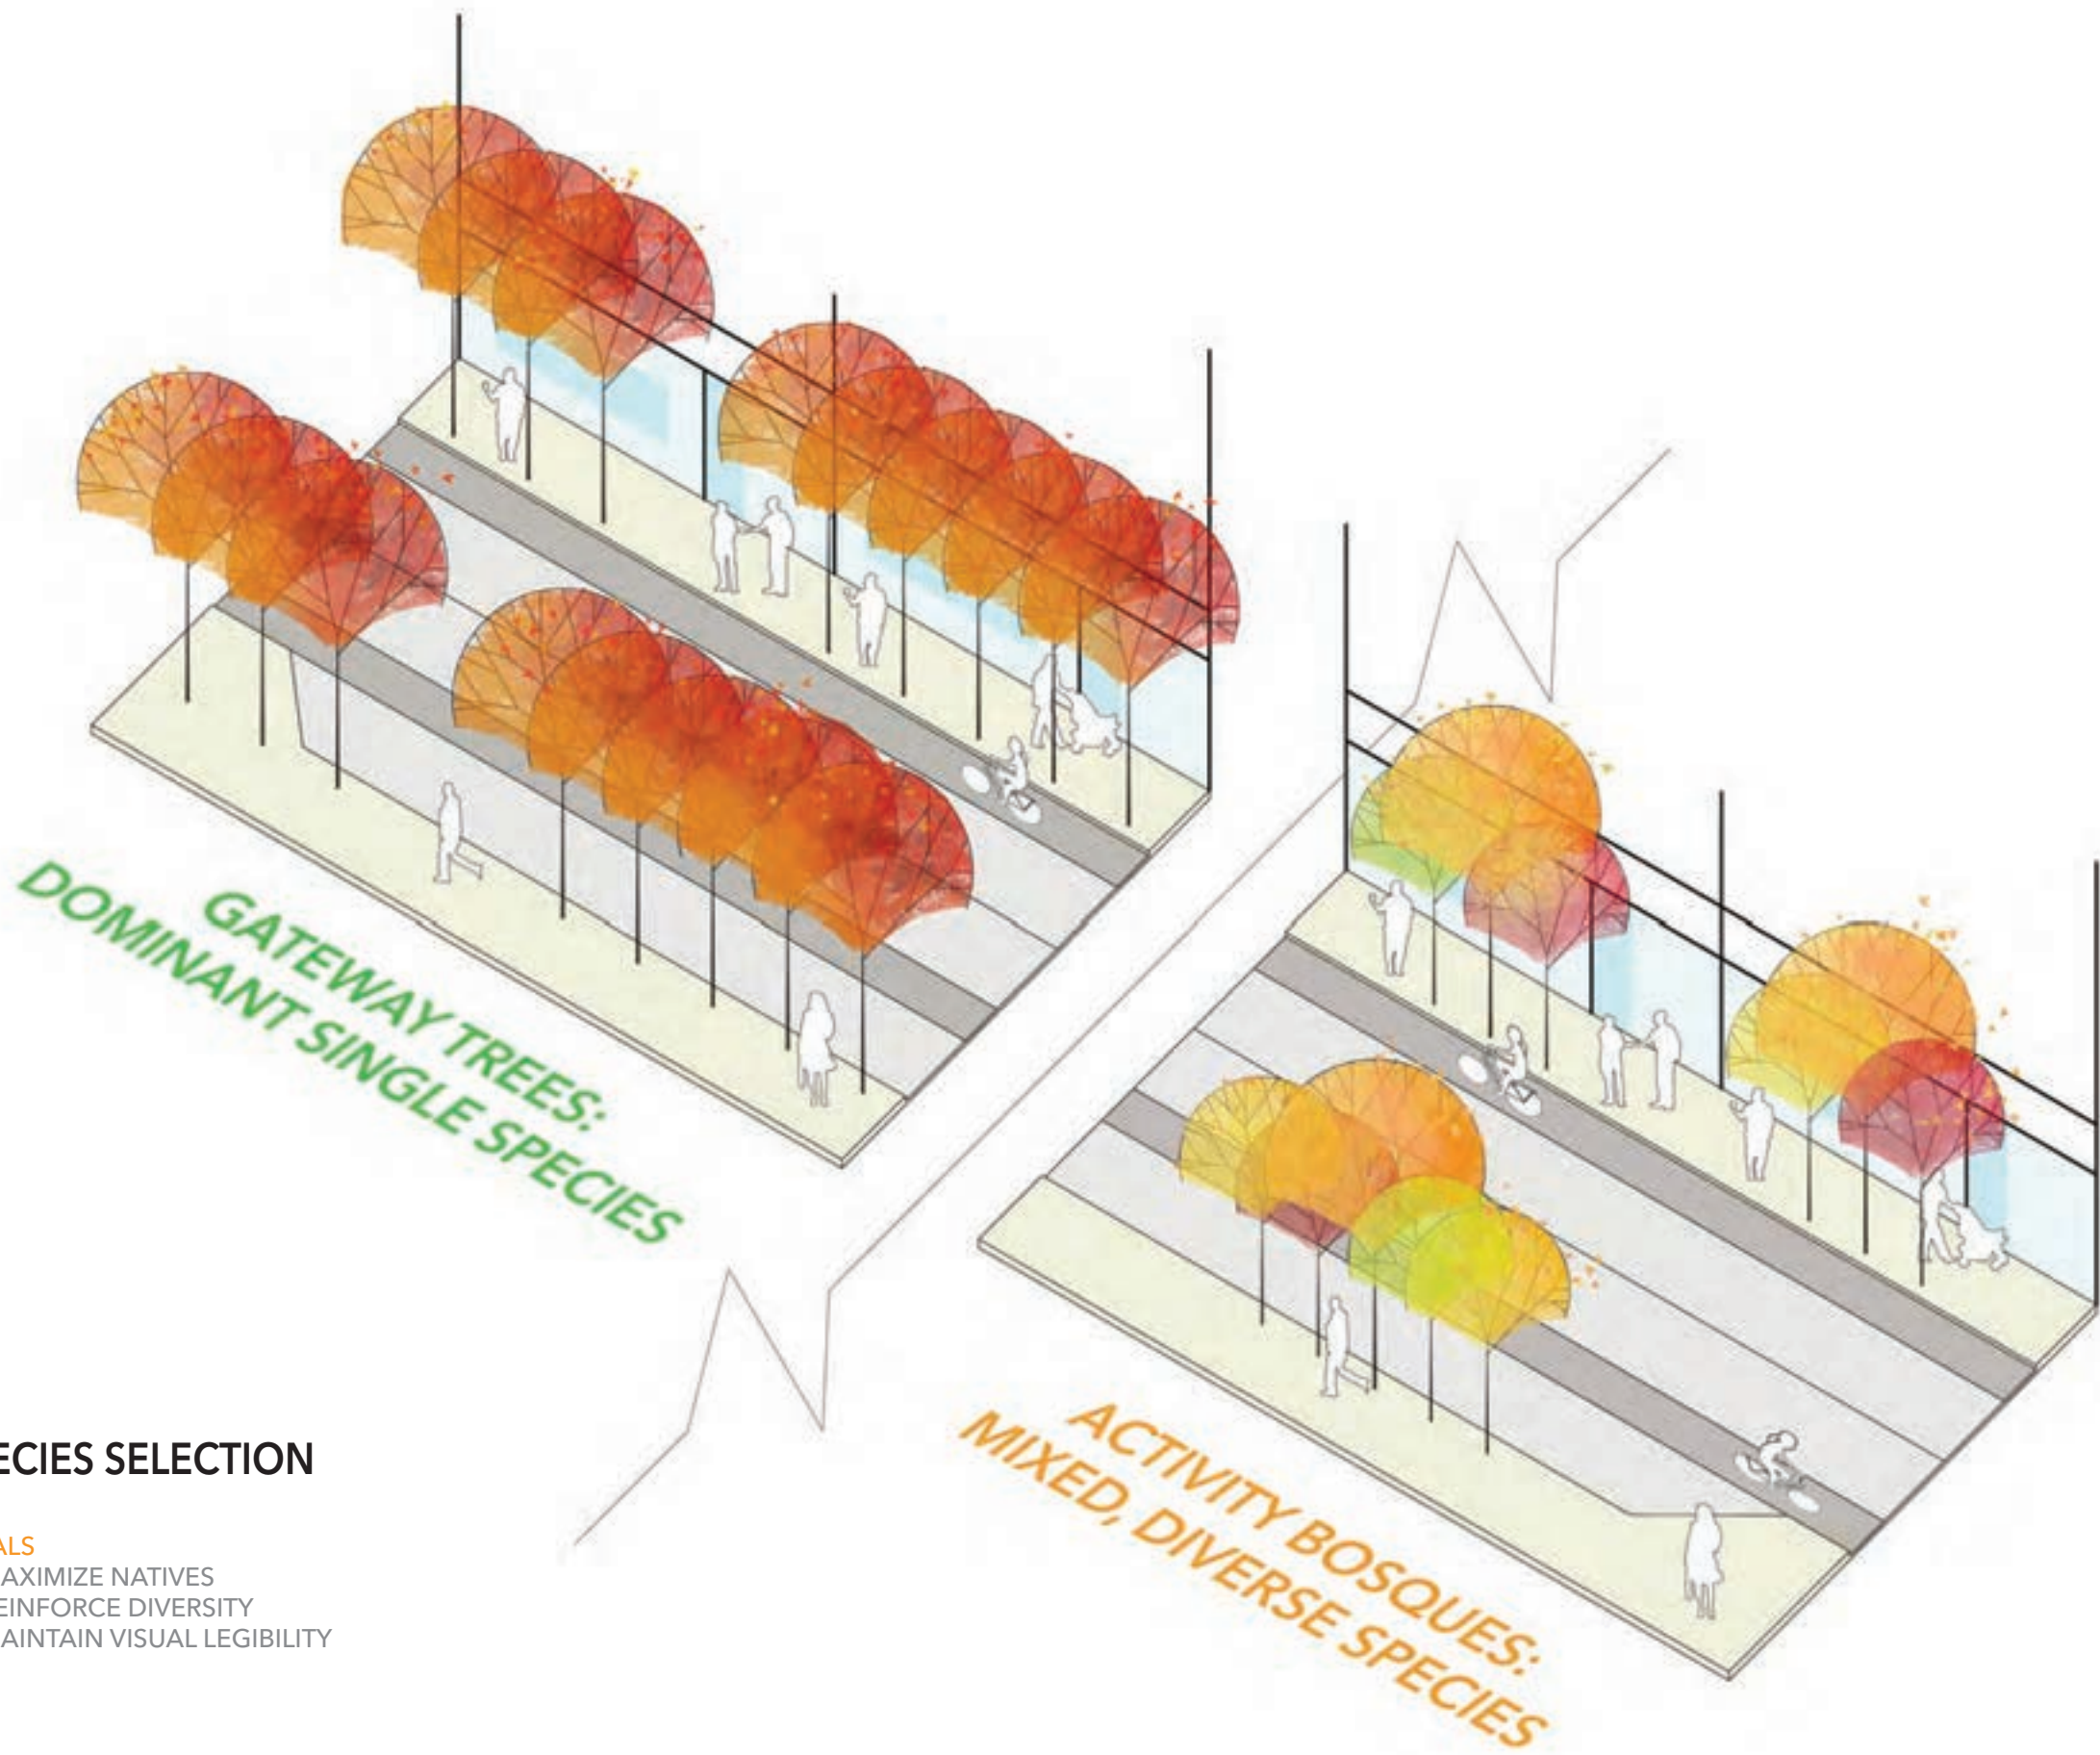 GATEWAY TREES:
DOMINANT SINGLE SPECIES
ACTIVITY BOSQUES:
MIXED, DIVERSE SPECIES
ECIES SELECTION
ALS
AXIMIZE NATIVES
EINFORCE DIVERSITY
AINTAIN VISUAL LEGIBILITY